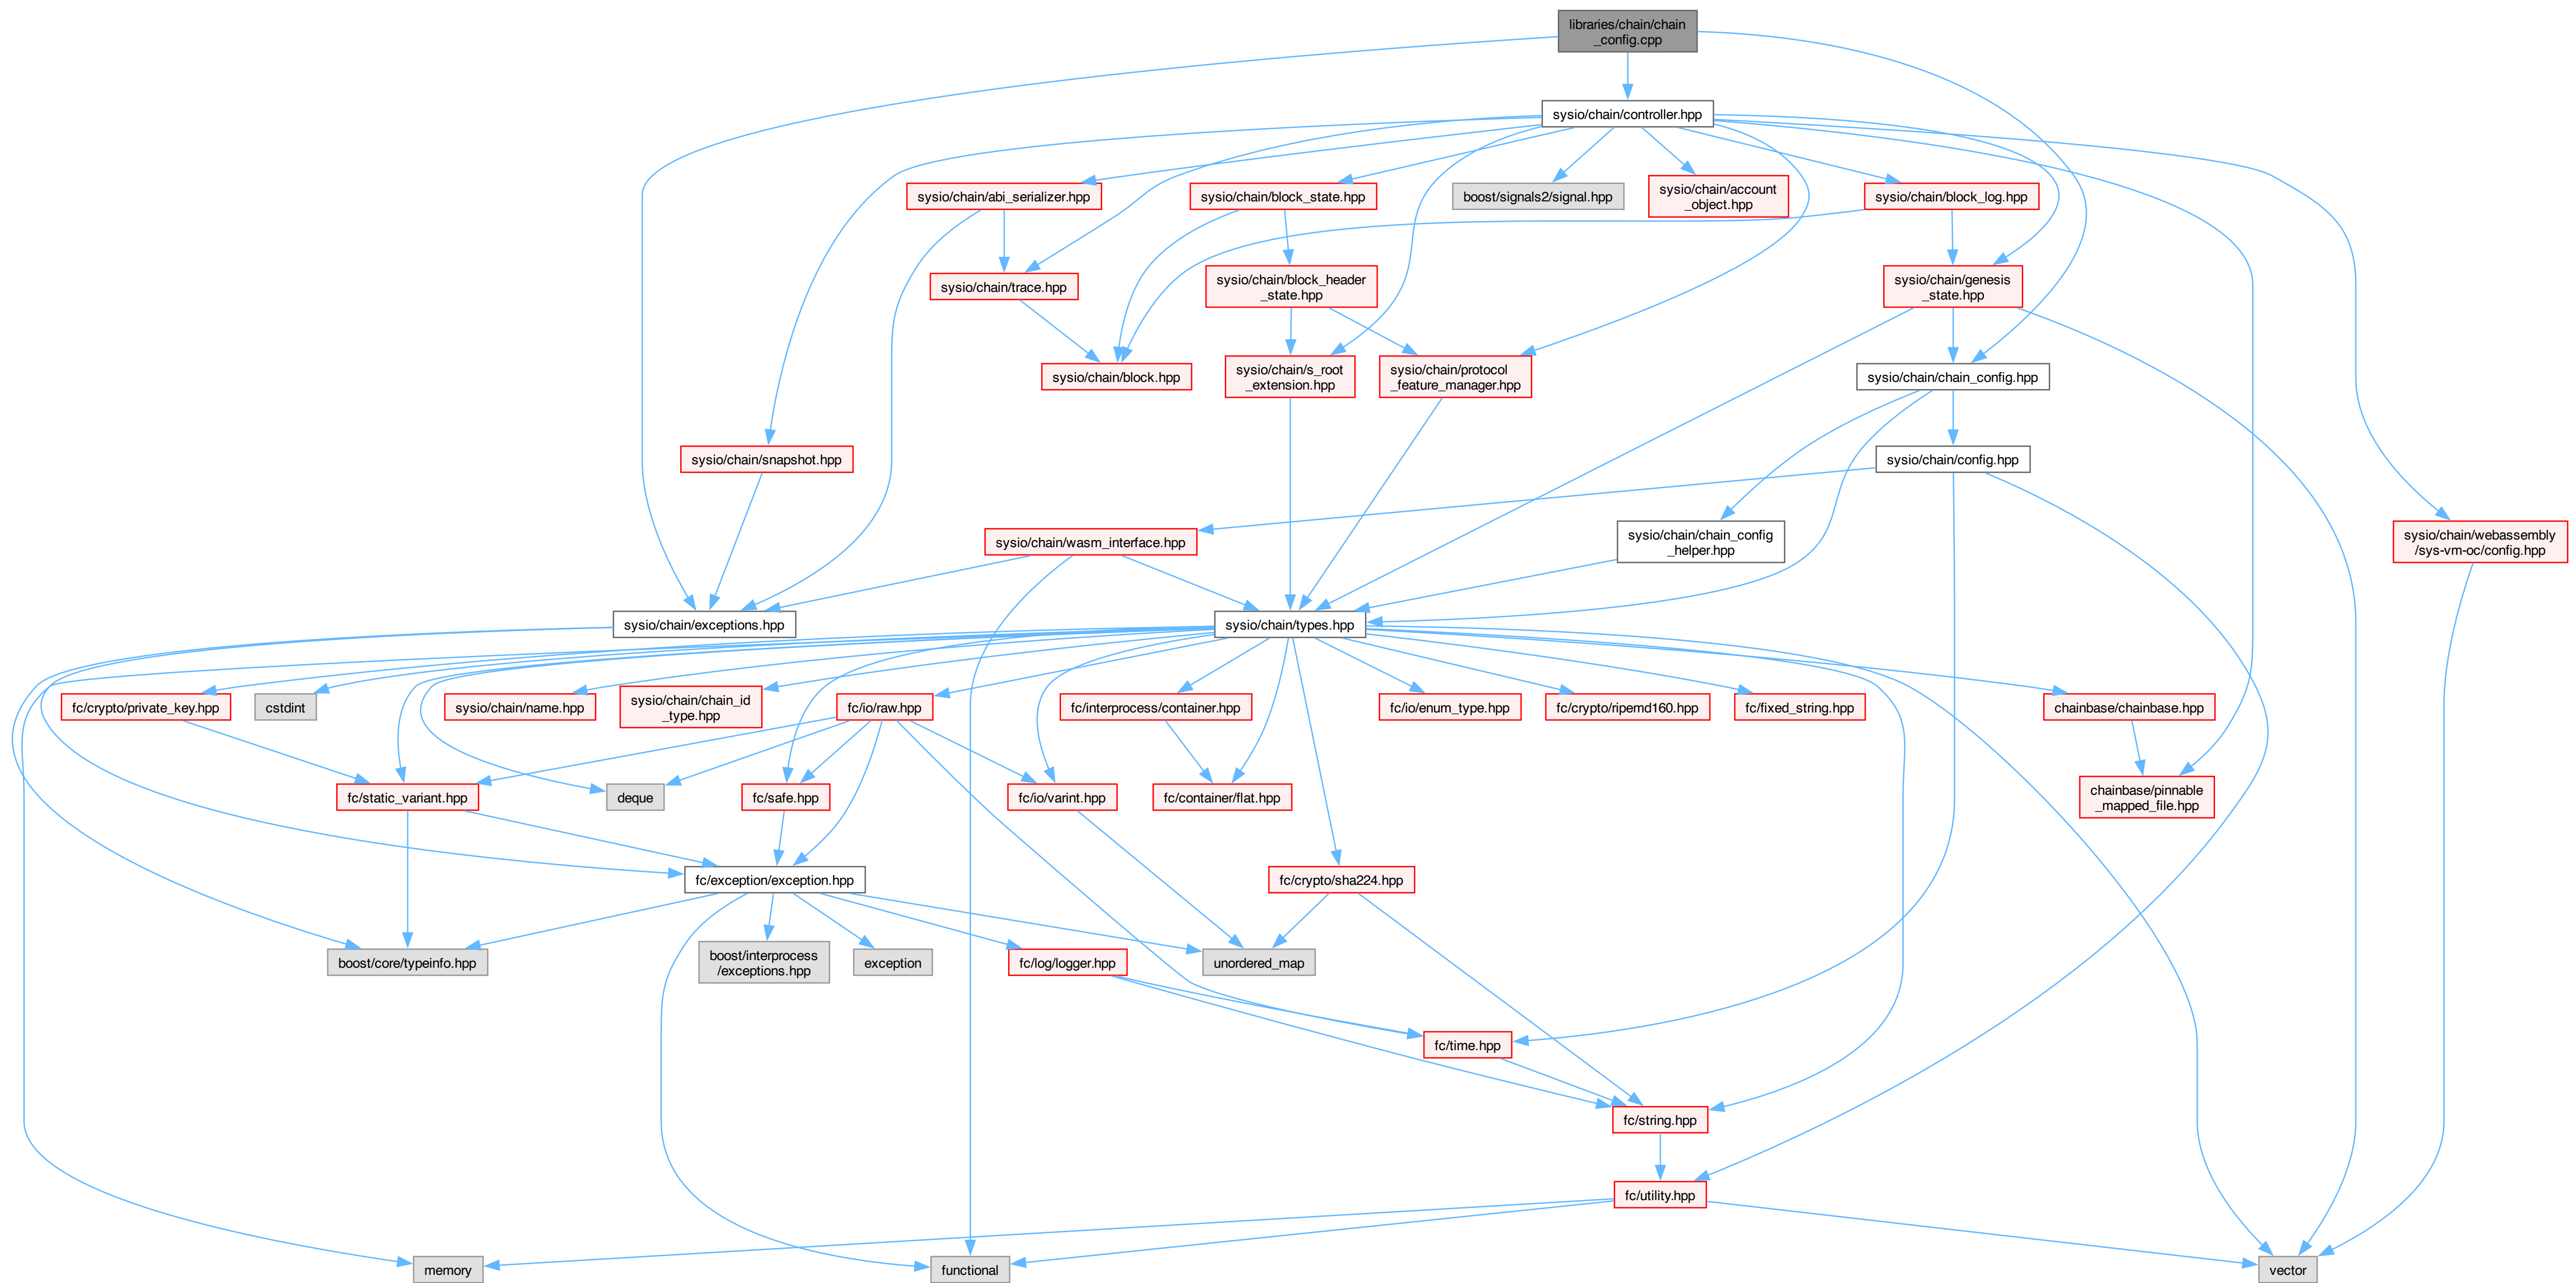 libraries/chain/chain
_config.cpp
sysio/chain/controller.hpp
sysio/chain/abi_serializer.hpp
sysio/chain/block_state.hpp
boost/signals2/signal.hpp
sysio/chain/account
_object.hpp
sysio/chain/block_log.hpp
sysio/chain/trace.hpp
sysio/chain/block_header
_state.hpp
sysio/chain/genesis
_state.hpp
sysio/chain/block.hpp
sysio/chain/s_root
_extension.hpp
sysio/chain/protocol
_feature_manager.hpp
sysio/chain/chain_config.hpp
sysio/chain/snapshot.hpp
sysio/chain/config.hpp
sysio/chain/wasm_interface.hpp
sysio/chain/chain_config
_helper.hpp
sysio/chain/webassembly
/sys-vm-oc/config.hpp
sysio/chain/exceptions.hpp
sysio/chain/types.hpp
fc/crypto/private_key.hpp
cstdint
sysio/chain/name.hpp
sysio/chain/chain_id
_type.hpp
fc/io/raw.hpp
fc/interprocess/container.hpp
fc/io/enum_type.hpp
fc/crypto/ripemd160.hpp
fc/fixed_string.hpp
chainbase/chainbase.hpp
fc/static_variant.hpp
deque
fc/safe.hpp
fc/io/varint.hpp
fc/container/flat.hpp
chainbase/pinnable
_mapped_file.hpp
fc/exception/exception.hpp
fc/crypto/sha224.hpp
boost/core/typeinfo.hpp
boost/interprocess
/exceptions.hpp
exception
fc/log/logger.hpp
unordered_map
fc/time.hpp
fc/string.hpp
fc/utility.hpp
memory
functional
vector